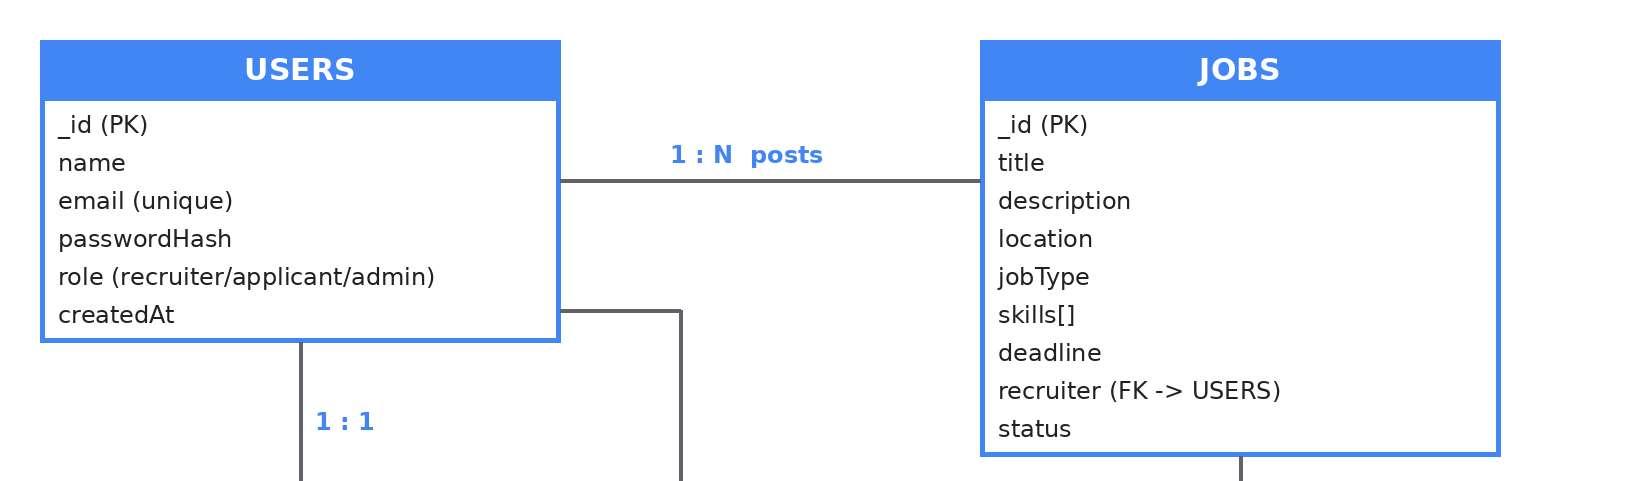 USERS
_id (PK)
name
email (unique)
passwordHash
role (recruiter/applicant/admin)
createdAt
1 : N  posts
1 : 1
JOBS
_id (PK)
title
description
location
jobType
skills[]
deadline
recruiter (FK -> USERS)
status